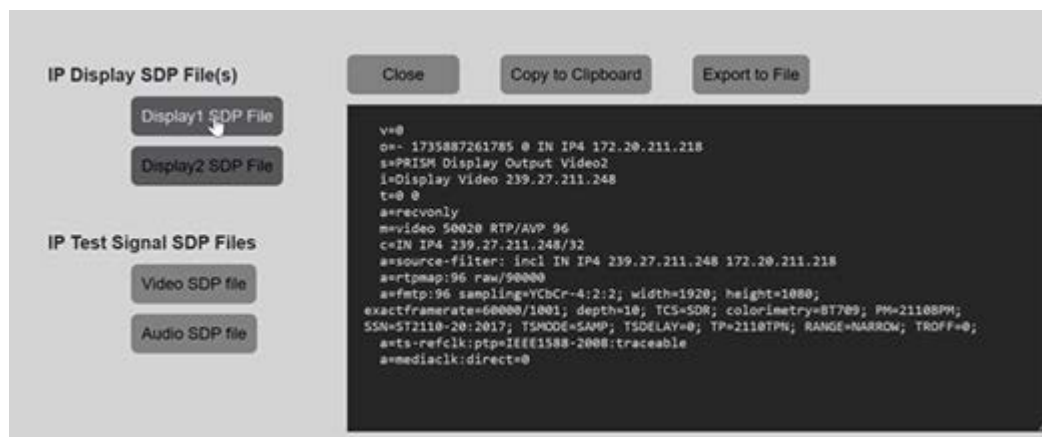 IP Display SDP File(s)
Display1 SDP File
Display2 SDP File
IP Test Signal SDP Files
Video SDP file
Audio SDP file
Close
Copy to Clipboard
Export to File
v=0
o=- 1735887261785 0 IN IP4 172.20.211.218
s=PRISM Display Output Video2
i=Display Video 239.27.211.248
t=0 0
a=recvonly
m=video 50020 RTP/AVP 96
c=IN IP4 239.27.211.248/32
a=source-filter: incl IN IP4 239.27.211.248 172.20.211.218
a=rtpmap:96 raw/90000
a=fmtp:96 sampling=YCbCr-4:2:2; width=1920; height=1080;
exactframerate=60000/1001; depth=10; TCS=SDR; colorimetry=BT709; PM=2110BPM;
SSN=ST2110-20:2017; TSMODE=SAMP; TSDELAY=0; TP=2110TPN; RANGE=NARROW; TROFF=0;
a=ts-refclk:ptp=IEEE1588-2008:traceable
a=mediaclk:direct=0